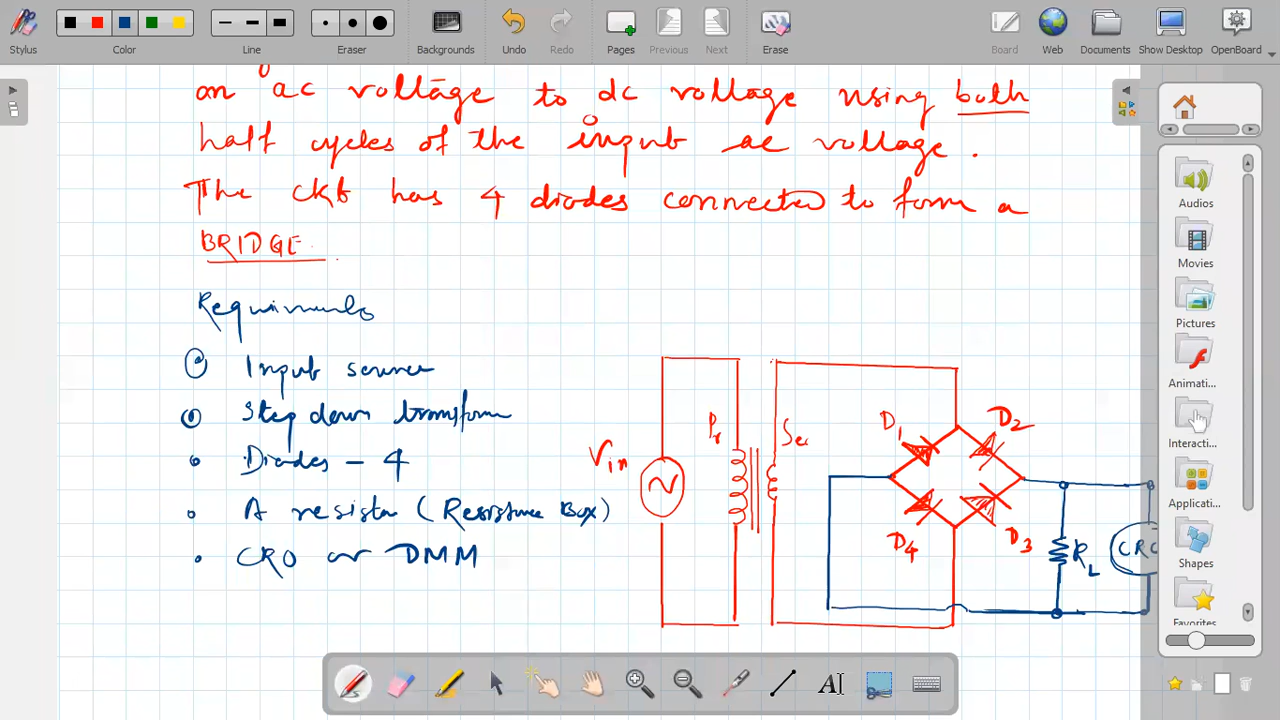 Stylus
Color
Line
Eraser
Backgrounds
Undo
Redo
Pages
Previous
Next
Erase
Board
Web
Documents
Show Desktop
OpenBoard
an ac voltage to dc voltage using both
half cycles of the input ac voltage.
The ckt has 4 diodes connected to form a
BRIDGE.
Requirements
Input source
Step down transform
Diodes - 4
A resistor (Resistance Box)
CRO or DMM
Vin
Pr
Sec
D1
D2
D4
D3
RL
CRO
Audios
Movies
Pictures
Animati...
Interacti...
Applicati...
Shapes
Favorites